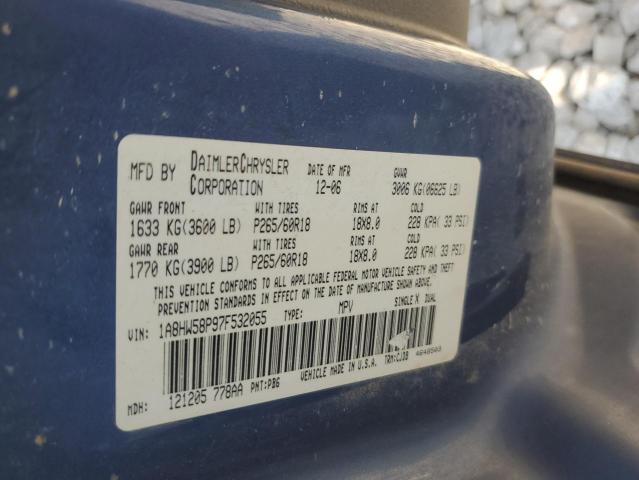 MFD BY DAIMLERCHRYSLER CORPORATION DATE OF MFR 12-06 GVWR 3006 KG(06625 LB)
GAWR FRONT WITH TIRES RIMS AT COLD
1633 KG(3600 LB) P265/60R18 18X8.0 228 KPA( 33 PSI)
GAWR REAR WITH TIRES RIMS AT COLD
1770 KG(3900 LB) P265/60R18 18X8.0 228 KPA( 33 PSI)
THIS VEHICLE CONFORMS TO ALL APPLICABLE FEDERAL MOTOR VEHICLE SAFETY AND THEFT
PREVENTION STANDARDS IN EFFECT ON THE DATE OF MANUFACTURE SHOWN ABOVE.
VIN: 1A8HW58P97F532055 TYPE: MPV SINGLE X DUAL
MDH: 121205 778AA PNT:PB6 VEHICLE MADE IN U.S.A. TRM:CJDB 4648503